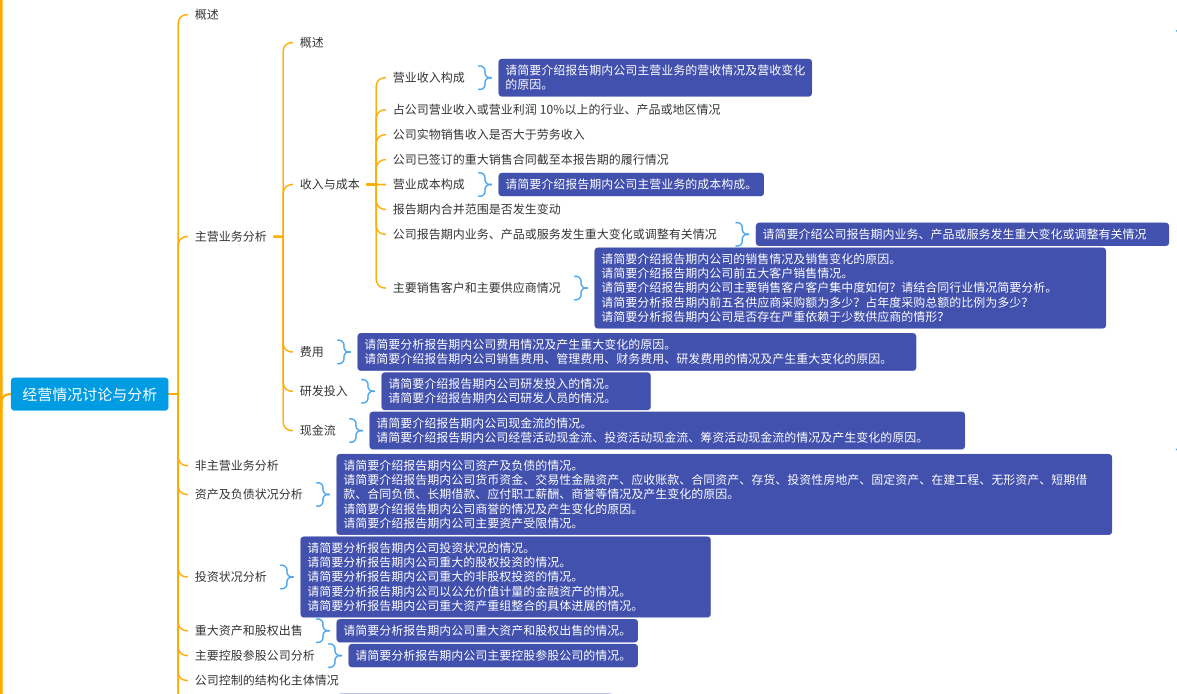 概述
概述
营业收入构成
请简要介绍报告期内公司主营业务的营收情况及营收变化
的原因。
占公司营业收入或营业利润 10%以上的行业、产品或地区情况
公司实物销售收入是否大于劳务收入
公司已签订的重大销售合同截至本报告期的履行情况
收入与成本
营业成本构成
请简要介绍报告期内公司主营业务的成本构成。
报告期内合并范围是否发生变动
主营业务分析
公司报告期内业务、产品或服务发生重大变化或调整有关情况
请简要介绍公司报告期内业务、产品或服务发生重大变化或调整有关情况
主要销售客户和主要供应商情况
请简要介绍报告期内公司的销售情况及销售变化的原因。
请简要介绍报告期内公司前五大客户销售情况。
请简要介绍报告期内公司主要销售客户客户集中度如何？请结合同行业情况简要分析。
请简要分析报告期内前五名供应商采购额为多少？占年度采购总额的比例为多少？
请简要分析报告期内公司是否存在严重依赖于少数供应商的情形？
费用
请简要分析报告期内公司费用情况及产生重大变化的原因。
请简要介绍报告期内公司销售费用、管理费用、财务费用、研发费用的情况及产生重大变化的原因。
经营情况讨论与分析
研发投入
请简要介绍报告期内公司研发投入的情况。
请简要介绍报告期内公司研发人员的情况。
现金流
请简要介绍报告期内公司现金流的情况。
请简要介绍报告期内公司经营活动现金流、投资活动现金流、筹资活动现金流的情况及产生变化的原因。
非主营业务分析
资产及负债状况分析
请简要介绍报告期内公司资产及负债的情况。
请简要介绍报告期内公司货币资金、交易性金融资产、应收账款、合同资产、存货、投资性房地产、固定资产、在建工程、无形资产、短期借
款、合同负债、长期借款、应付职工薪酬、商誉等情况及产生变化的原因。
请简要介绍报告期内公司商誉的情况及产生变化的原因。
请简要介绍报告期内公司主要资产受限情况。
投资状况分析
请简要分析报告期内公司投资状况的情况。
请简要分析报告期内公司重大的股权投资的情况。
请简要分析报告期内公司重大的非股权投资的情况。
请简要分析报告期内公司以公允价值计量的金融资产的情况。
请简要分析报告期内公司重大资产重组整合的具体进展的情况。
重大资产和股权出售
请简要分析报告期内公司重大资产和股权出售的情况。
主要控股参股公司分析
请简要分析报告期内公司主要控股参股公司的情况。
公司控制的结构化主体情况